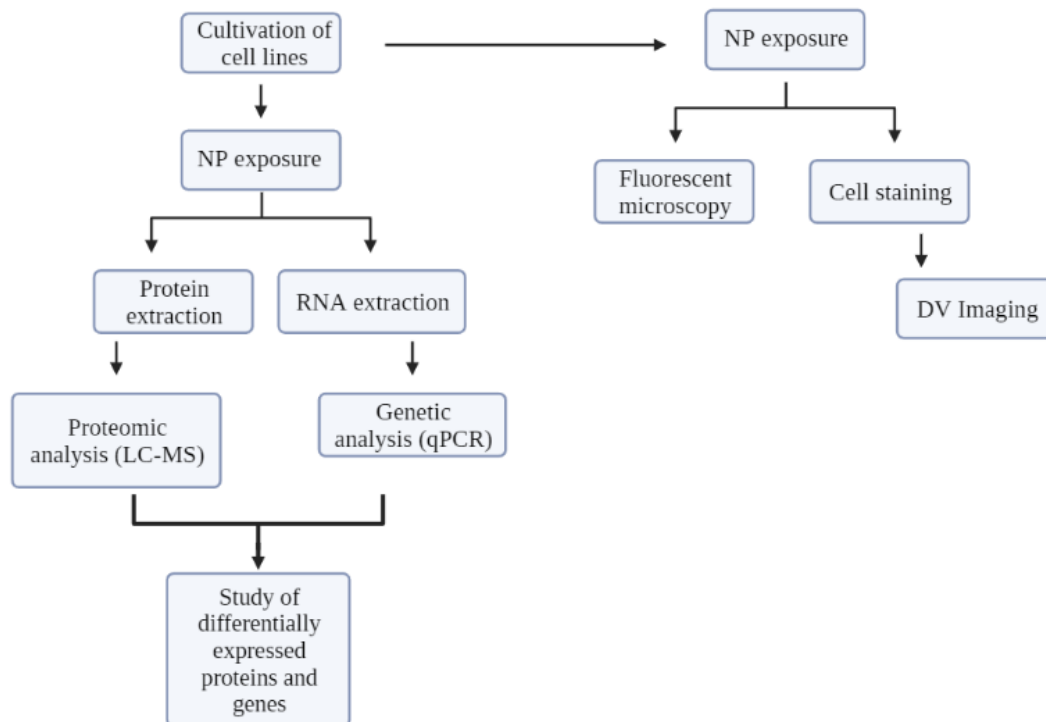 Cultivation of
cell lines
NP exposure
NP exposure
Fluorescent
microscopy
Cell staining
Protein
extraction
RNA extraction
DV Imaging
Proteomic
analysis (LC-MS)
Genetic
analysis (qPCR)
Study of
differentially
expressed
proteins and
genes